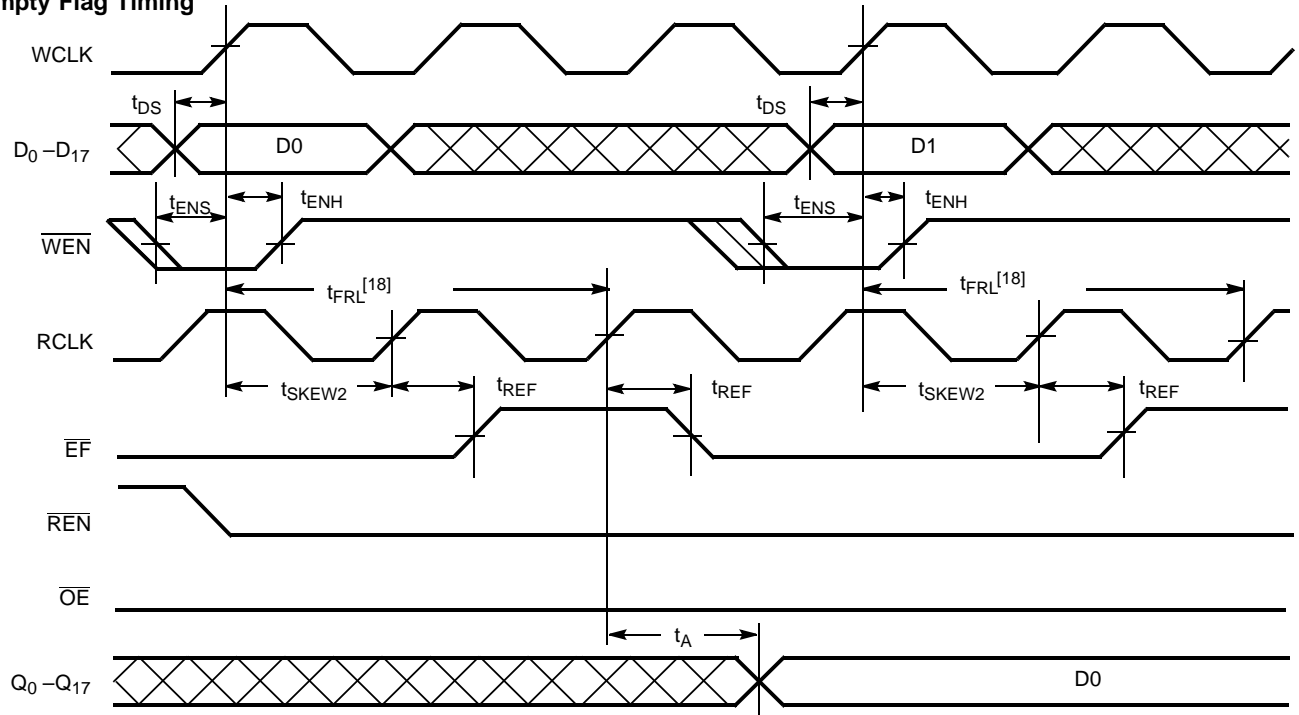 mpty Flag Timing
WCLK
tDS
tDS
D0 –D17
D0
D1
tENS
tENH
tENS
tENH
WEN
tFRL[18]
tFRL[18]
RCLK
tSKEW2
tREF
tREF
tSKEW2
tREF
EF
REN
OE
tA
Q0 –Q17
D0